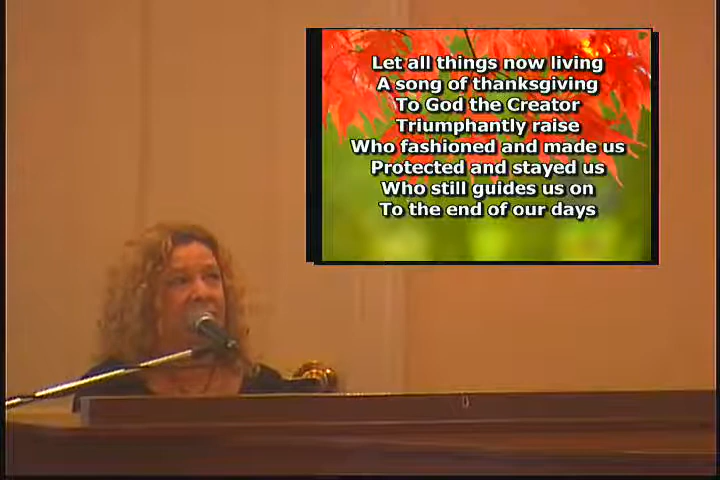 Let all things now living
A song of thanksgiving
To God the Creator
Triumphantly raise
Who fashioned and made us
Protected and stayed us
Who still guides us on
To the end of our days